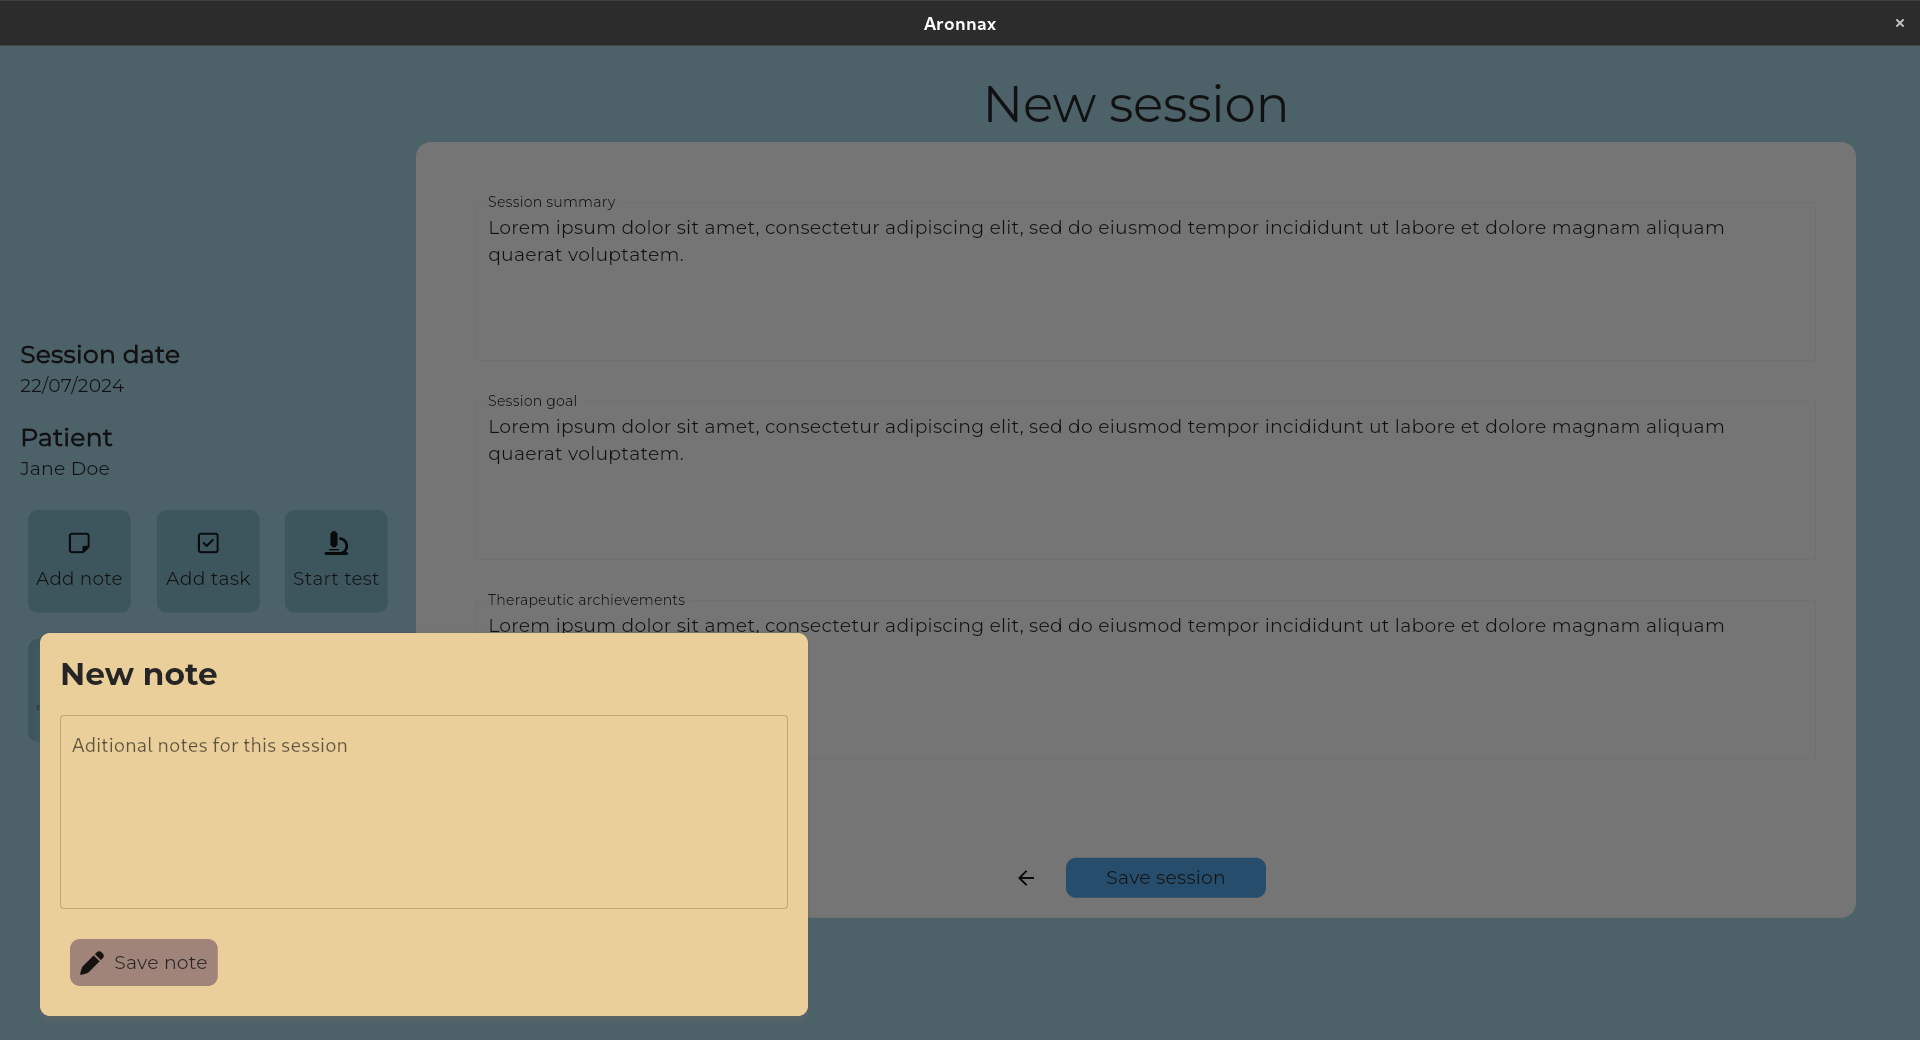 Aronnax
New session
Session summary
Lorem ipsum dolor sit amet, consectetur adipiscing elit, sed do eiusmod tempor incididunt ut labore et dolore magnam aliquam
quaerat voluptatem.
Session date
22/07/2024
Session goal
Lorem ipsum dolor sit amet, consectetur adipiscing elit, sed do eiusmod tempor incididunt ut labore et dolore magnam aliquam
quaerat voluptatem.
Patient
Jane Doe
Add note
Add task
Start test
Therapeutic archievements
Lorem ipsum dolor sit amet, consectetur adipiscing elit, sed do eiusmod tempor incididunt ut labore et dolore magnam aliquam
New note
Aditional notes for this session
Save note
Save session